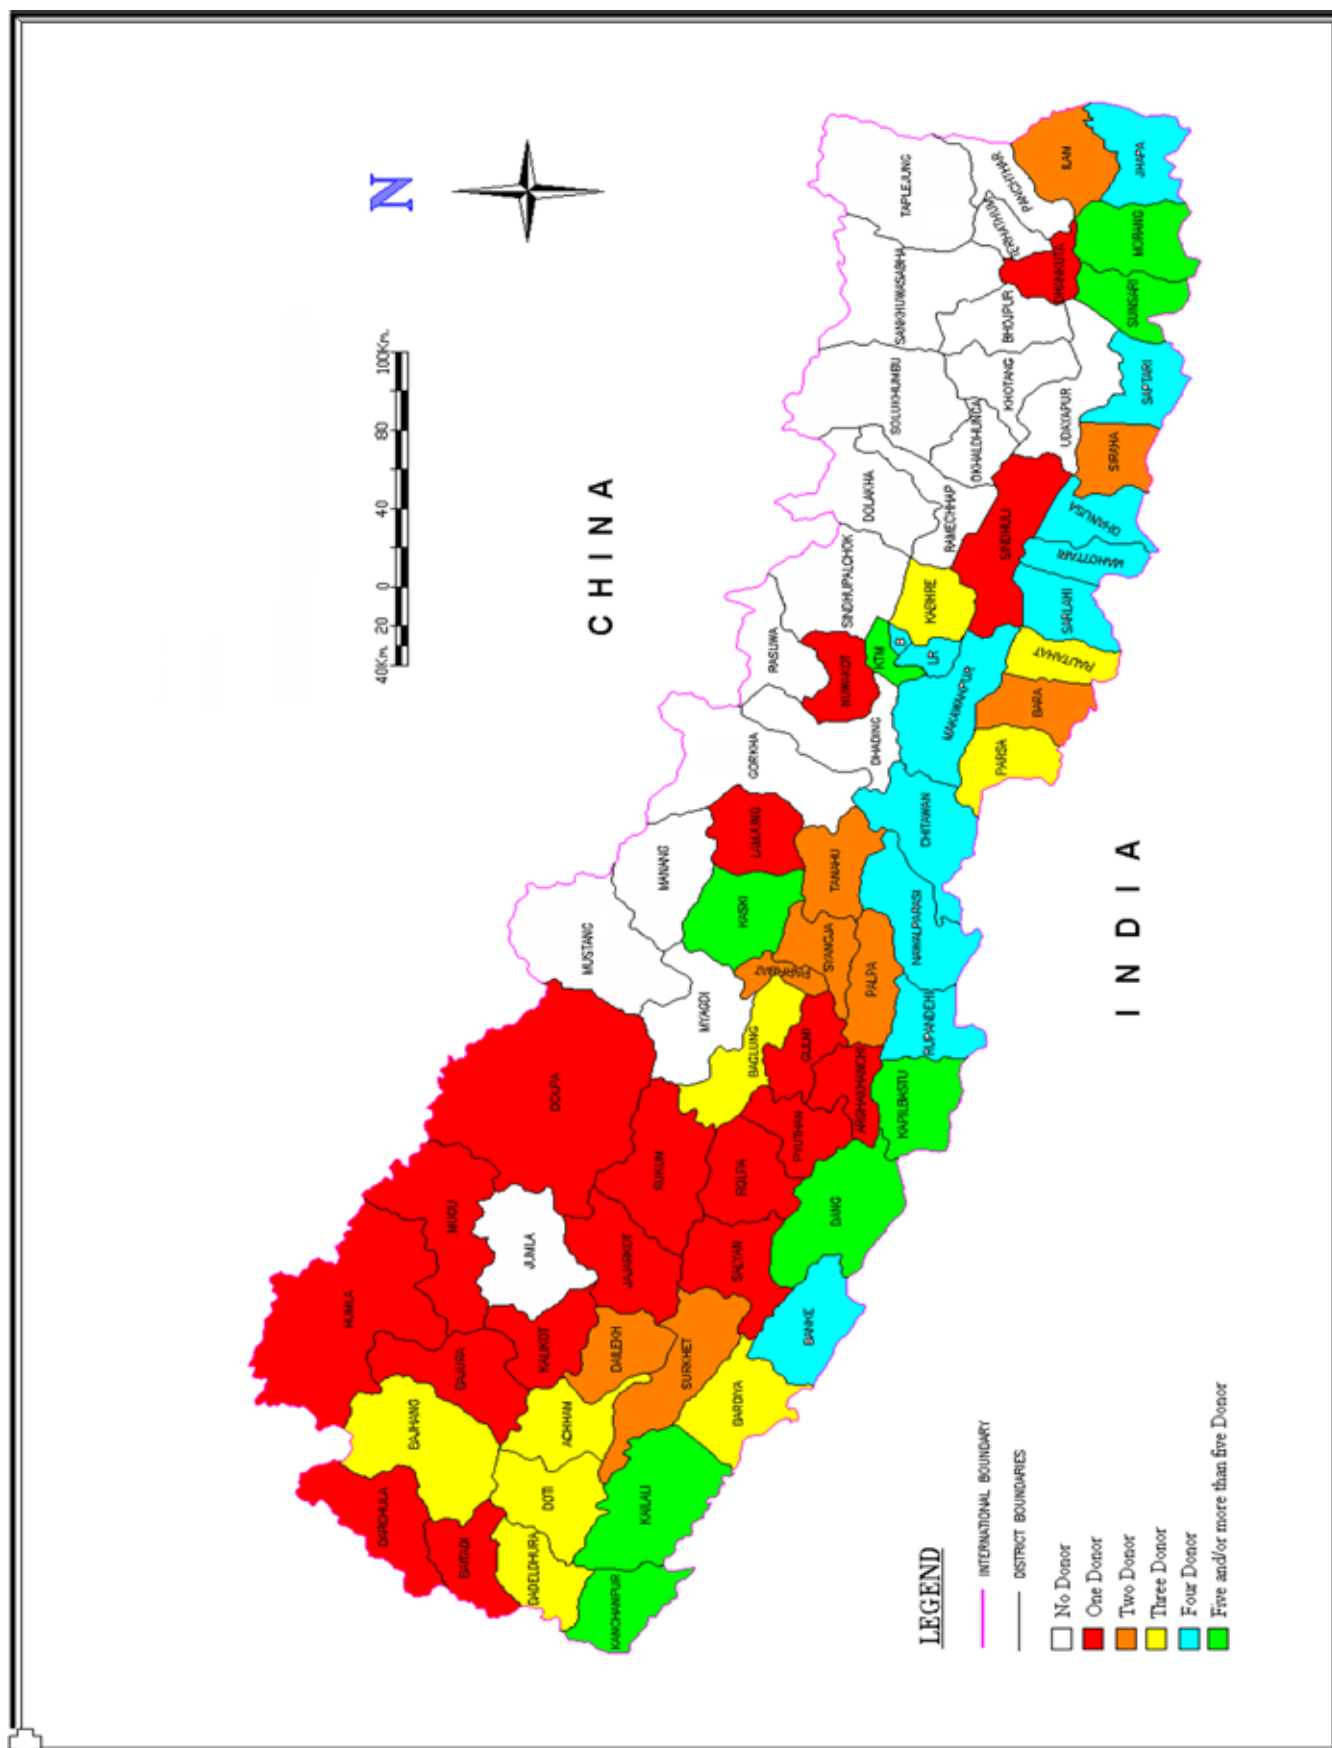 N
100Km.
80
40
0
20
40Km.
CHINA
INDIA
TAPLEJUNG
PANCHTHAR
ILAM
JHAPA
MORANG
SUNSARI
DHANKUTA
SANKHUWASABHA
BHOJPUR
SOLUKHUMBU
KHOTANG
OKHALDHUNGA
UDAYAPUR
SAPTARI
SIRAHA
DOLAKHA
RAMECHHAP
SINDHULI
DHANUSA
MAHOTTARI
SARLAHI
SINDHUPALCHOK
KABHRE
RASUWA
NUWAKOT
KTM
B
LR
MAKAWANPUR
RAUTAHAT
BARA
PARSA
DHADING
GORKHA
CHITAWAN
LAMJUNG
TANAHU
MANANG
KASKI
SYANGJA
PALPA
NAWALPARASI
RUPANDEHI
MUSTANG
MYAGDI
BAGLUNG
GULMI
ARGHAKHANCHI
KAPILBASTU
DOLPA
RUKUM
ROLPA
PYUTHAN
DANG
MUGU
JUMLA
JAJARKOT
SALYAN
BANKE
HUMLA
BAJURA
KALIKOT
DAILEKH
SURKHET
BARDIYA
BAJHANG
ACHHAM
DOTI
KAILALI
DARCHULA
BAITADI
DADELDHURA
KANCHANPUR
LEGEND
INTERNATIONAL BOUNDARY
DISTRICT BOUNDARIES
No Donor
One Donor
Two Donor
Three Donor
Four Donor
Five and/or more than five Donor